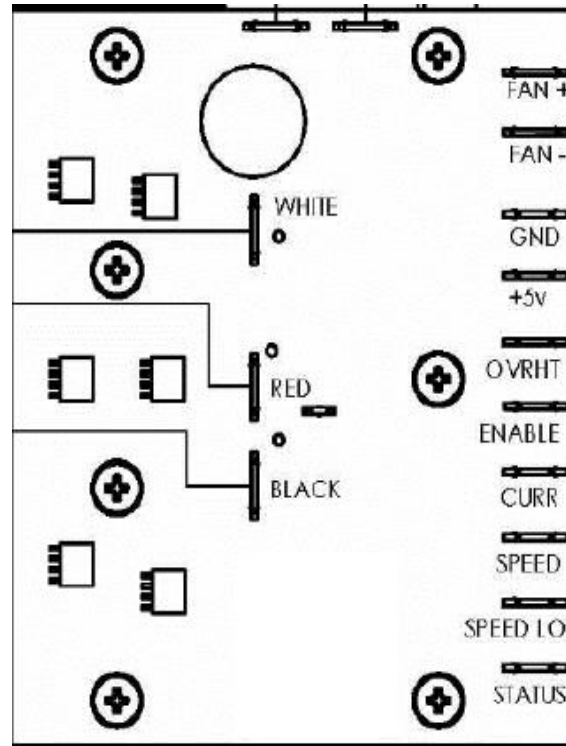 FAN +
FAN -
WHITE
GND
+5v
OVRHT
RED
ENABLE
BLACK
CURR
SPEED
SPEED LO
STATUS